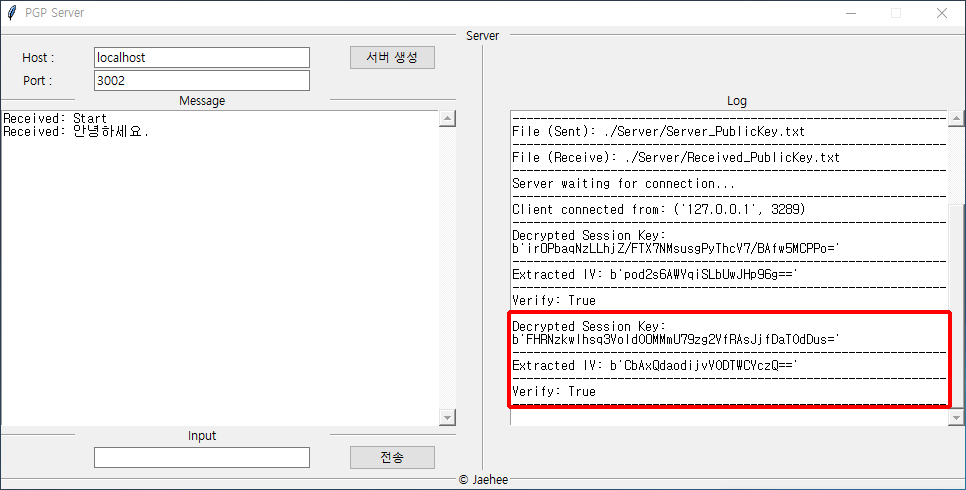 PGP Server
Server
Host :
localhost
서버 생성
Port :
3002
Message
Received: Start
Received: 안녕하세요.
Input
전송
Log
File (Sent): ./Server/Server_PublicKey.txt
File (Receive): ./Server/Received_PublicKey.txt
Server waiting for connection...
Client connected from: ('127.0.0.1', 3289)
Decrypted Session Key:
b'irOPbaqNzLLhjZ/FTX7NMsusgPyThcV7/BAfw5MCPPo='
Extracted IV: b'pod2s6AWYqiSLbUwJHp96g=='
Verify: True
Decrypted Session Key:
b'FHRNzkwIhsq3VoIdOOMMmU79zg2VfRAsJjfDaTOdDus='
Extracted IV: b'CbAxQdaodijvVODTWCYczQ=='
Verify: True
© Jaehee